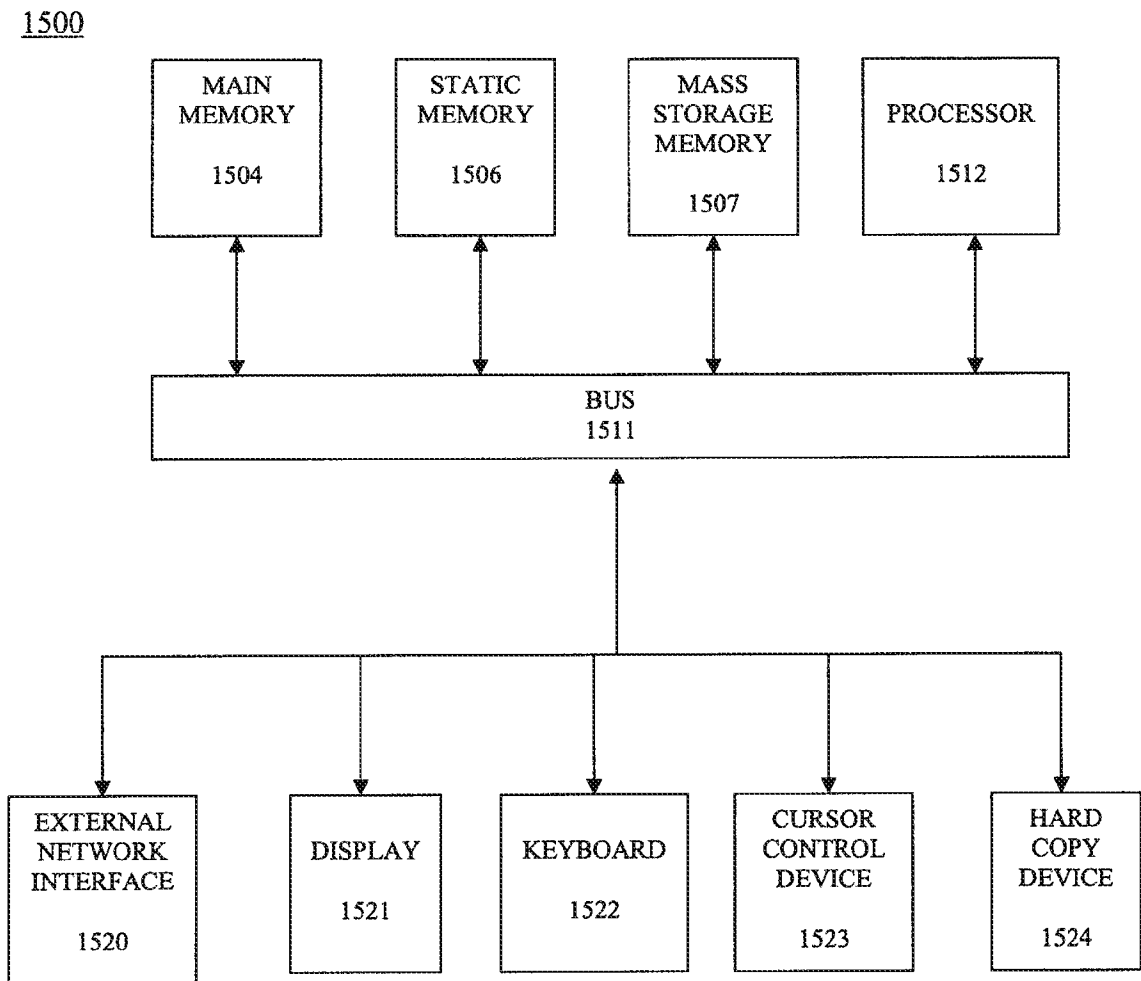 1500
MAIN
MEMORY
1504
STATIC
MEMORY
1506
MASS
STORAGE
MEMORY
1507
PROCESSOR
1512
BUS
1511
EXTERNAL
NETWORK
INTERFACE
1520
DISPLAY
1521
KEYBOARD
1522
CURSOR
CONTROL
DEVICE
1523
HARD
COPY
DEVICE
1524